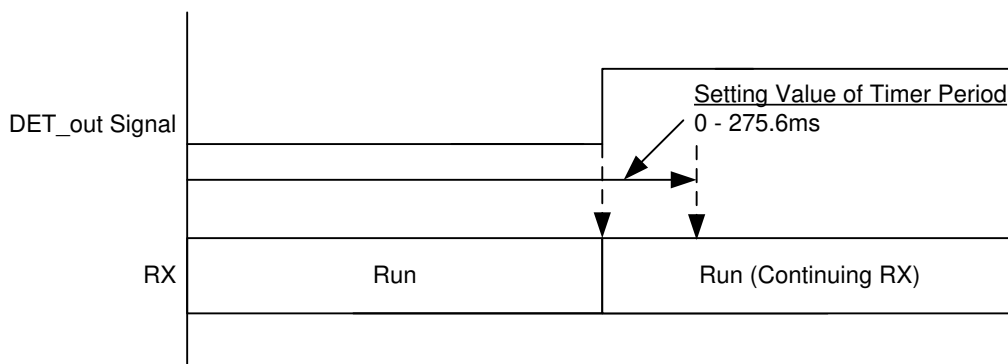 Setting Value of Timer Period
DET_out Signal
0 - 275.6ms
RX
Run
Run (Continuing RX)